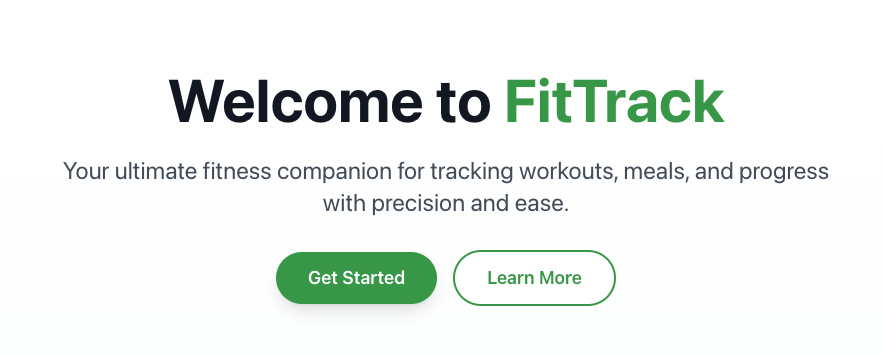 Welcome to FitTrack
Your ultimate fitness companion for tracking workouts, meals, and progress
with precision and ease.
Get Started
Learn More